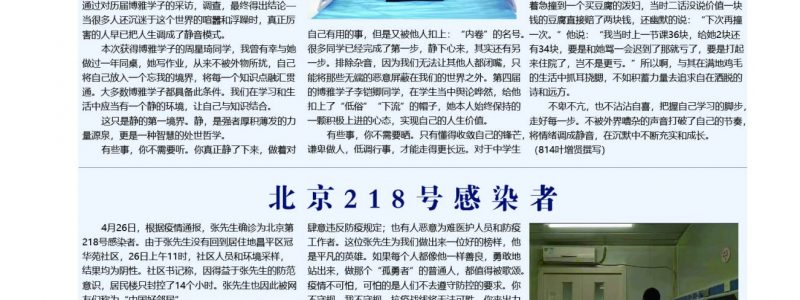 通过对历届博雅学子的采访，调查，最终得出结论—
当很多人还沉迷于这个世界的喧嚣和浮躁时，真正厉
害的人早已把人生调成了静音模式。
本次获得博雅学子的周星琦同学，我曾有幸与她
做过一年同桌，她写作业，从来不被外物所扰，自己
将自己放入一个忘我的境界，将每一个知识点融汇贯
通。大多数博雅学子都具备此条件。我们在学习和生
活中应当有一个静的环境，让自己与知识结合。
这只是静的第一境界。静，是强者厚积薄发的力
量源泉，更是一种智慧的处世哲学。
有些事，你不需要听。你真正静了下来，做着对
自己有用的事，但是又被他人扣上：“内卷”的名号。
很多同学已经完成了第一步，静下心来，其实还有另
一步。排除杂音，因为我们无法让其他人都闭嘴，只
能将那些无端的恶意屏蔽在我们的世界之外。第四届
的博雅学子李铠卿同学，在学生当中舆论哗然，给他
扣上了“低俗”“下流”的帽子，她本人始终保持的
一颗积极上进的心态，实现自己的人生价值。
有些事，你不需要晒。只有懂得收敛自己的锋芒，
谦卑做人，低调行事，才能走得更长远。对于中学生
着急撞到一个买豆腐的泼妇，当时二话没说价值一块
钱的豆腐直接赔了两块钱，还幽默的说：“下次再撞
一次。”他说：“我当时上一节课36块，给她2块还
有34块，要是和她骂一会迟到了那就亏了，要是打起
来住院了，岂不是更亏。”所以啊，与其在满地鸡毛
的生活中抓耳挠腮，不如积蓄力量去追求自在洒脱的
诗和远方。
不卑不亢，也不沾沾自喜，把握自己学习的脚步，
走好每一步。不被外界嘈杂的声音打破了自己的节奏，
将情绪调成静音，在沉默中不断充实和成长。
（814叶增贤撰写）
北京218号感染者
4月26日，根据疫情通报，张先生确诊为北京第
218号感染者。由于张先生没有回到居住地昌平区冠
华苑社区，26日上午11时，社区人员和环境采样，
结果均为阴性。社区书记称，因得益于张先生的防范
意识，居民楼只封控了14个小时。张先生也因此被网
肆意违反防疫规定；也有人恶意为难医护人员和防疫
工作者。这位张先生为我们做出来一位好的榜样，他
是平凡的英雄。如果每个人都像他一样善良，勇敢地
站出来，做那个“孤勇者”的普通人，都值得被歌颂。
疫情不可怕，可怕的是人们不去遵守防控的要求。你